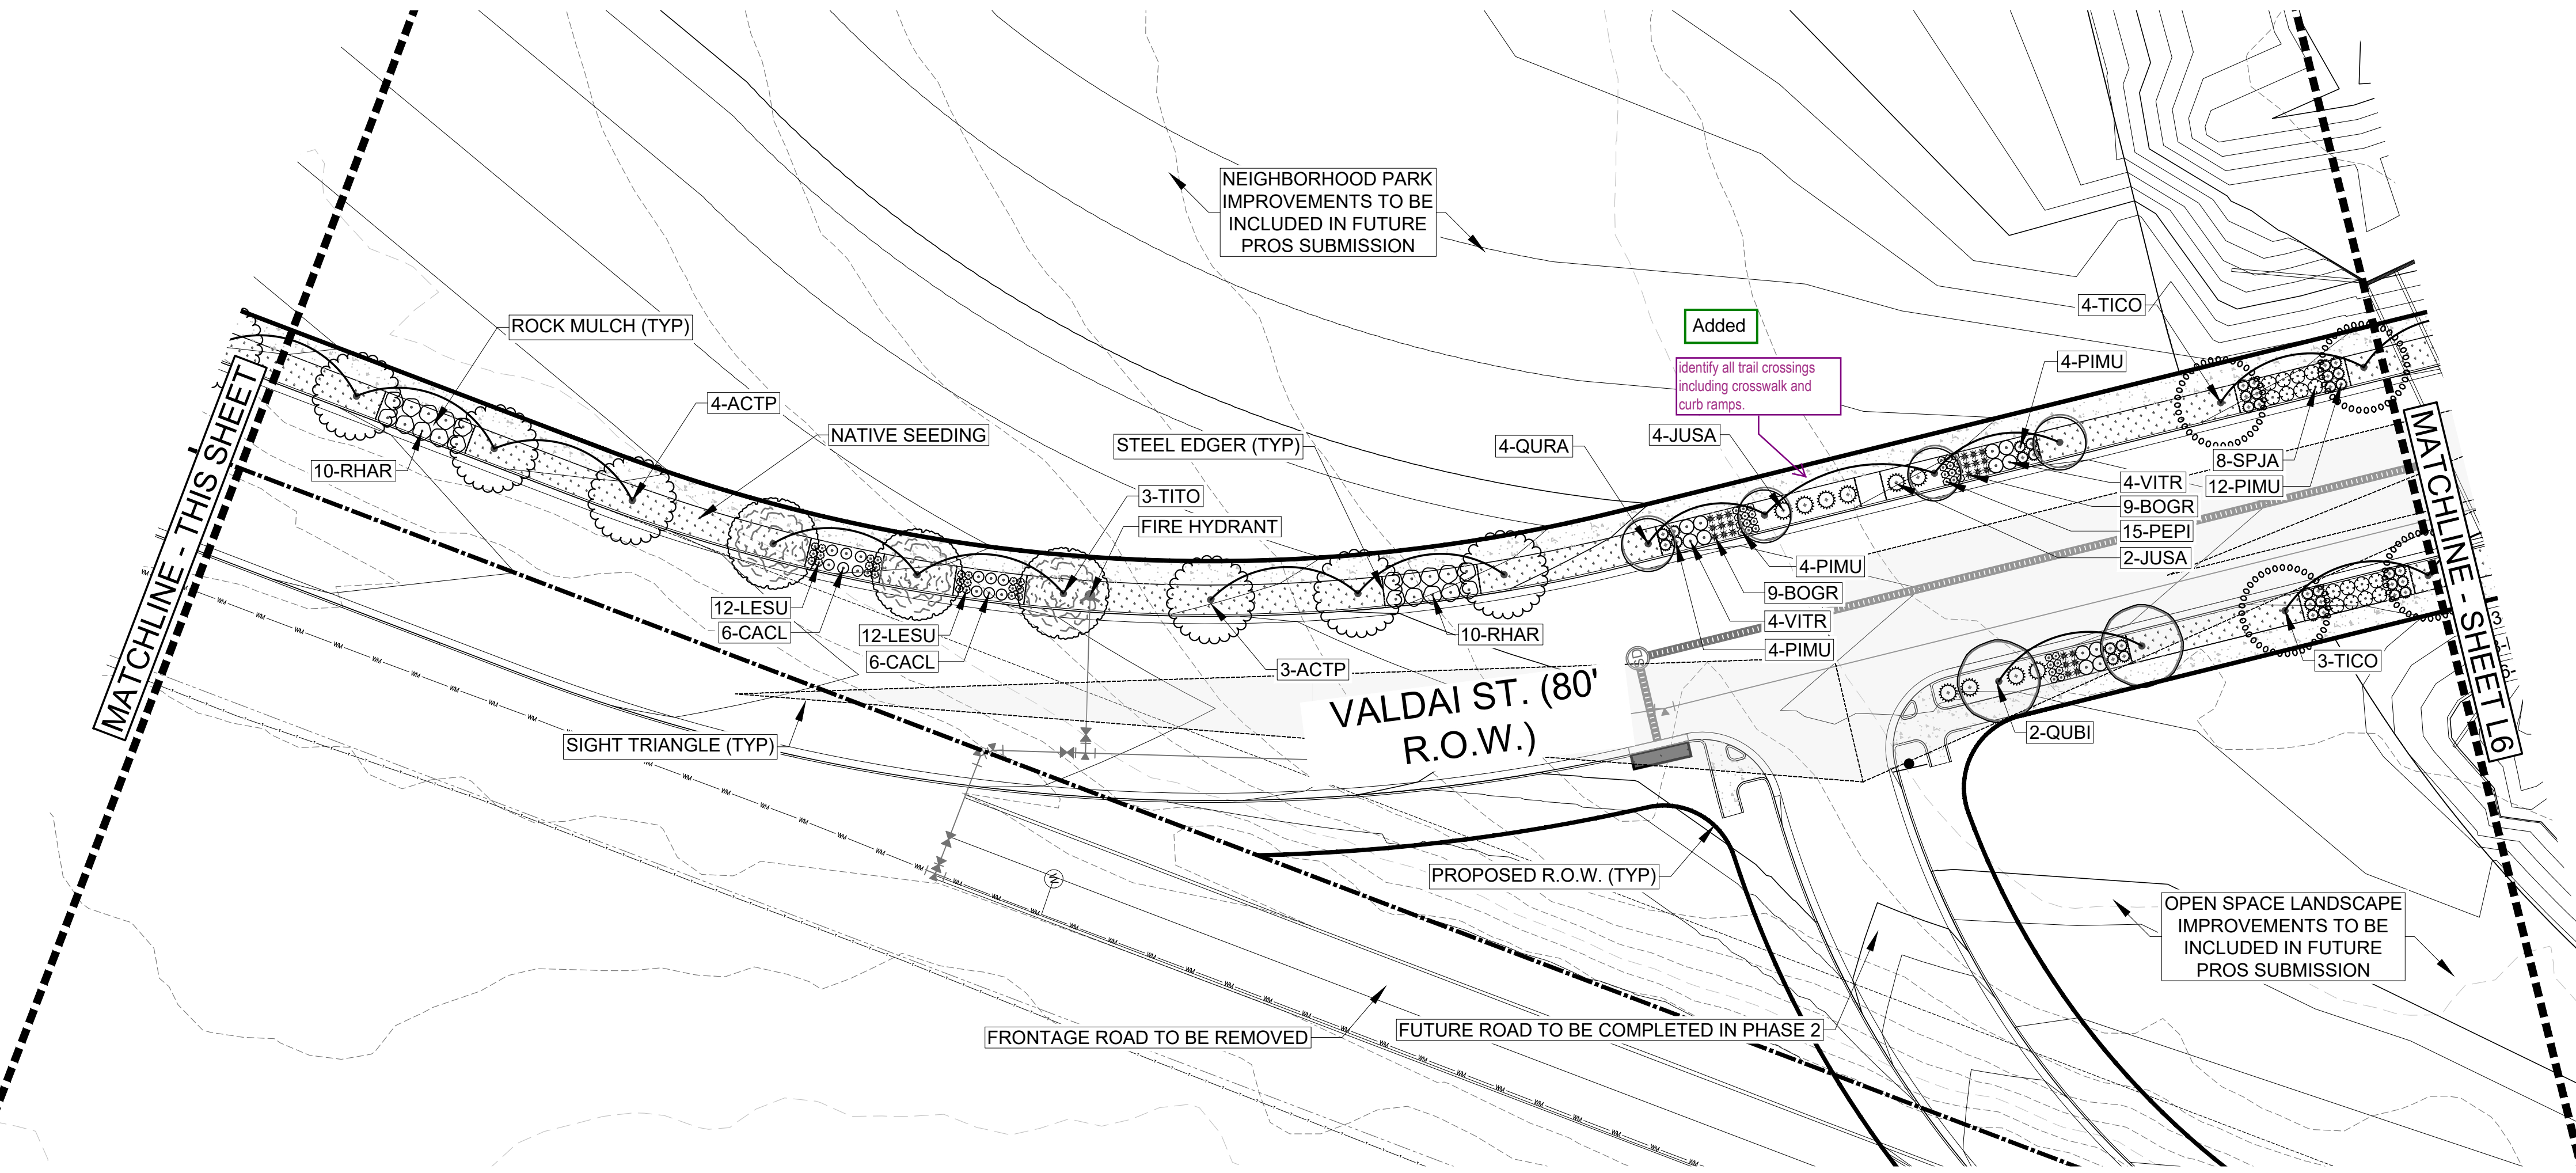 NEIGHBORHOOD PARK
IMPROVEMENTS TO BE
INCLUDED IN FUTURE
PROS SUBMISSION
4-TICO
ROCK MULCH (TYP)
Added
identify all trail crossings
including crosswalk and
curb ramps.
4-PIMU
4-ACTP
NATIVE SEEDING
STEEL EDGER (TYP)
4-QURA
4-JUSA
10-RHAR
8-SPJA
4-VITR
12-PIMU
3-TITO
9-BOGR
FIRE HYDRANT
15-PEPI
2-JUSA
4-PIMU
9-BOGR
12-LESU
4-VITR
6-CACL
12-LESU
10-RHAR
4-PIMU
6-CACL
3-ACTP
3-TICO
MATCHLINE - THIS SHEET
MATCHLINE - SHEET L6
SD
VALDAI ST. (80'
R.O.W.)
2-QUBI
SIGHT TRIANGLE (TYP)
PROPOSED R.O.W. (TYP)
OPEN SPACE LANDSCAPE
IMPROVEMENTS TO BE
INCLUDED IN FUTURE
PROS SUBMISSION
FUTURE ROAD TO BE COMPLETED IN PHASE 2
FRONTAGE ROAD TO BE REMOVED